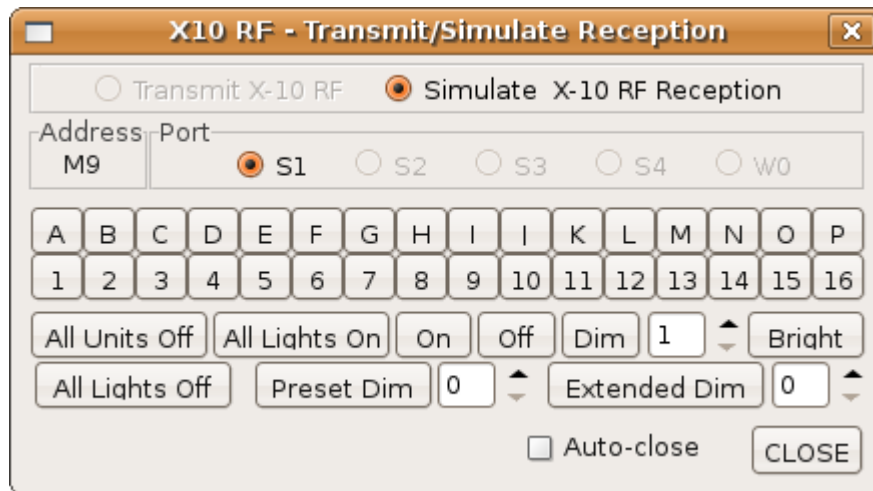 X10 RF - Transmit/Simulate Reception
Transmit X-10 RF Simulate X-10 RF Reception
Address Port
M9 S1 S2 S3 S4 W0
A B C D E F G H I J K L M N O P
1 2 3 4 5 6 7 8 9 10 11 12 13 14 15 16
All Units Off All Lights On On Off Dim 1 Bright
All Lights Off Preset Dim 0 Extended Dim 0
Auto-close CLOSE